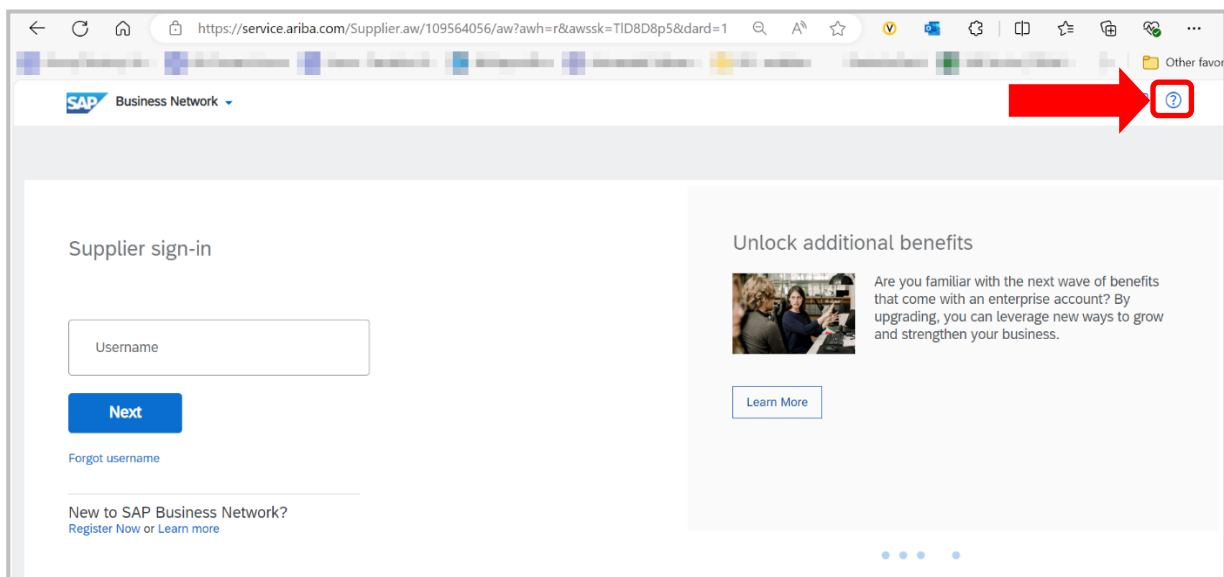 https://service.ariba.com/Supplier.aw/109564056/aw?awh=r&awssk=TlD8D8p5&dard=1
Other favor
SAP Business Network
Supplier sign-in
Username
Next
Forgot username
New to SAP Business Network?
Register Now or Learn more
Unlock additional benefits
Are you familiar with the next wave of benefits
that come with an enterprise account? By
upgrading, you can leverage new ways to grow
and strengthen your business.
Learn More